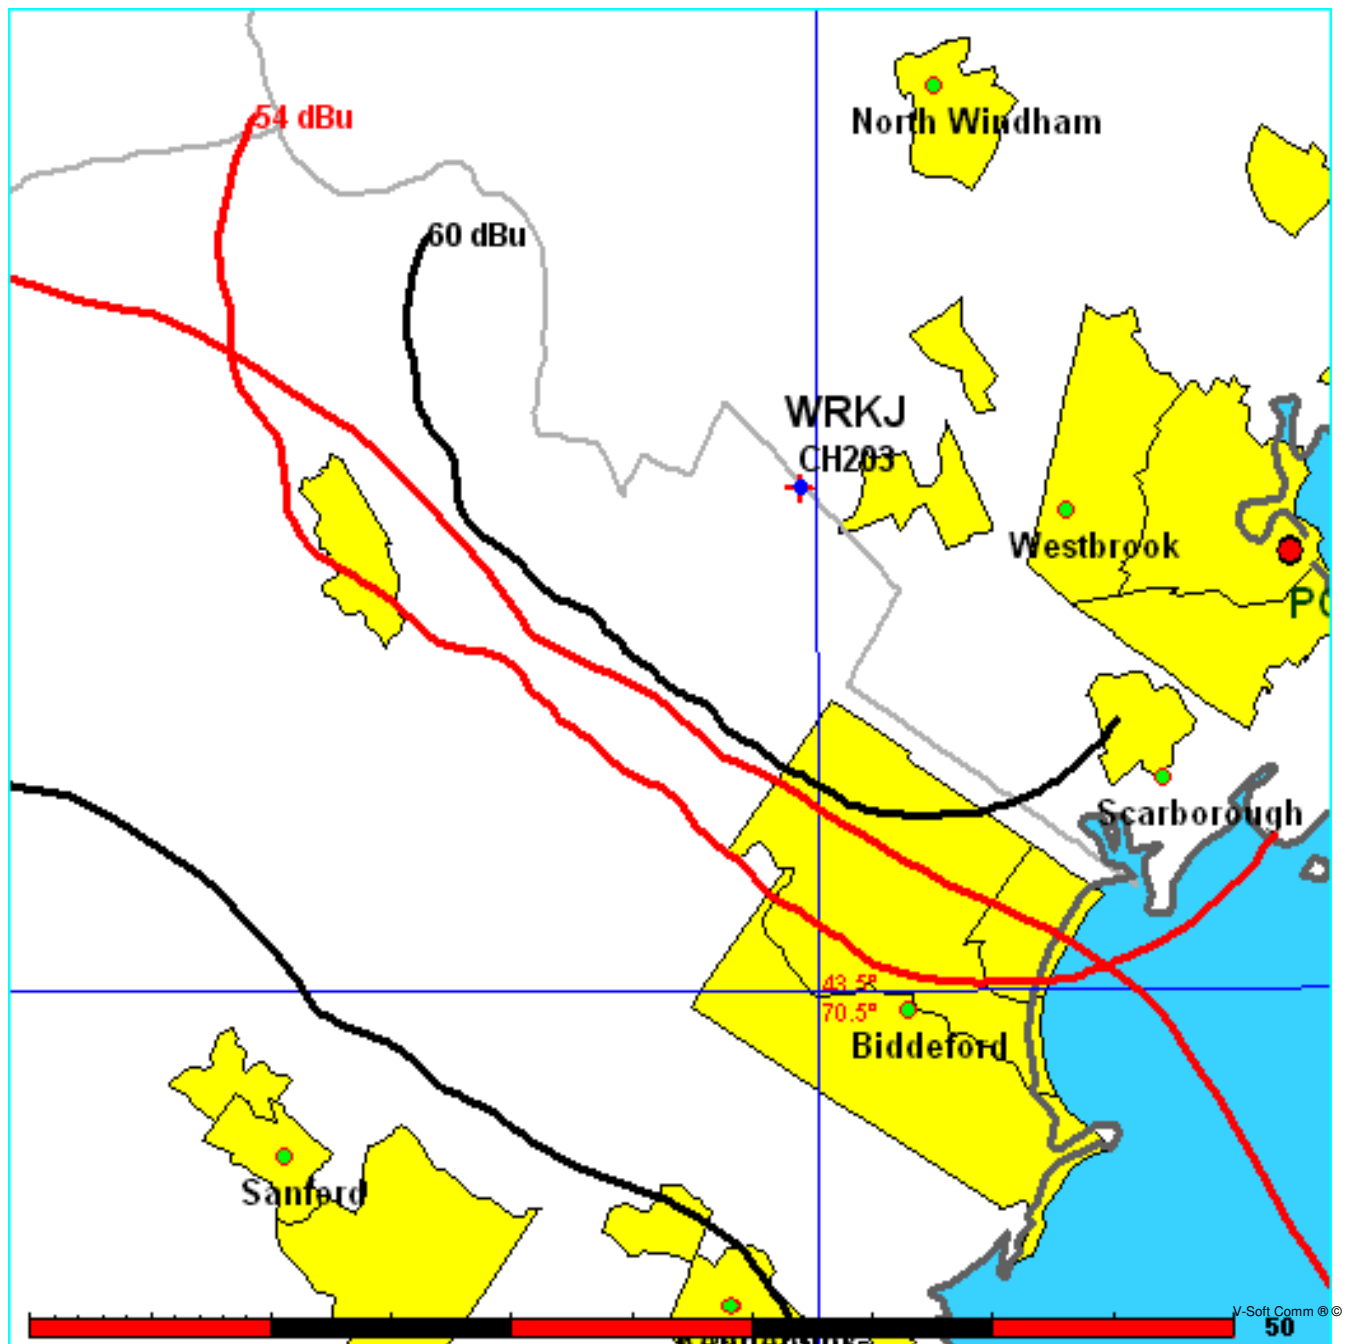 54 dBu
North Windham
60 dBu
WRKJ
CH203
Westbrook
Scarborough
43.5°
70.5°
Biddeford
Sanford
V-Soft Comm ® ©
50